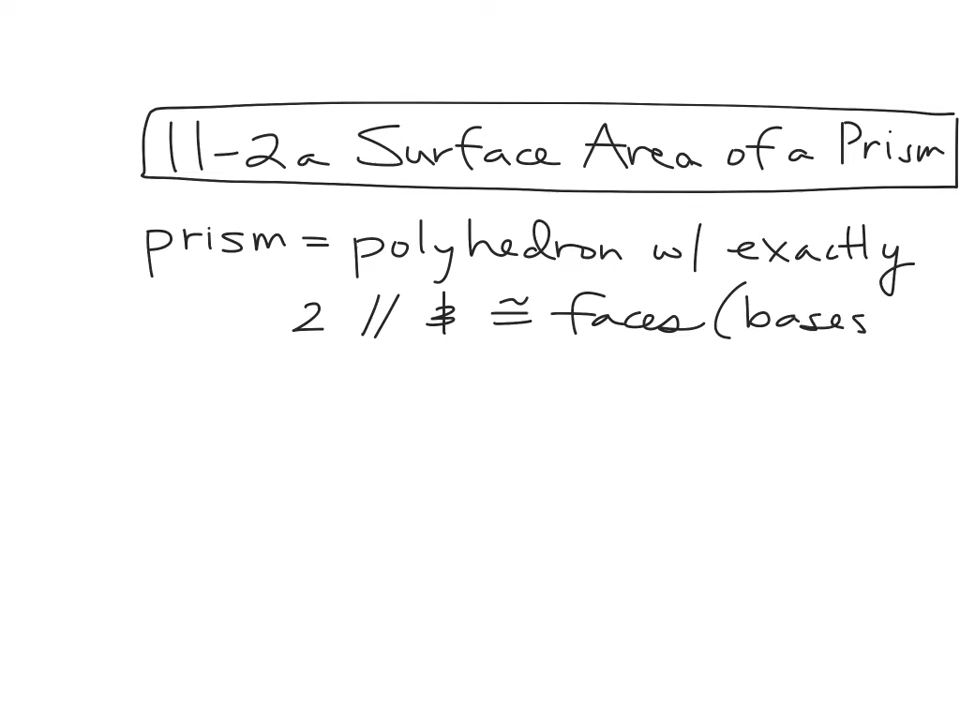 11-2a Surface Area of a Prism
prism = polyhedron w/ exactly
2 // & ≅ faces (bases